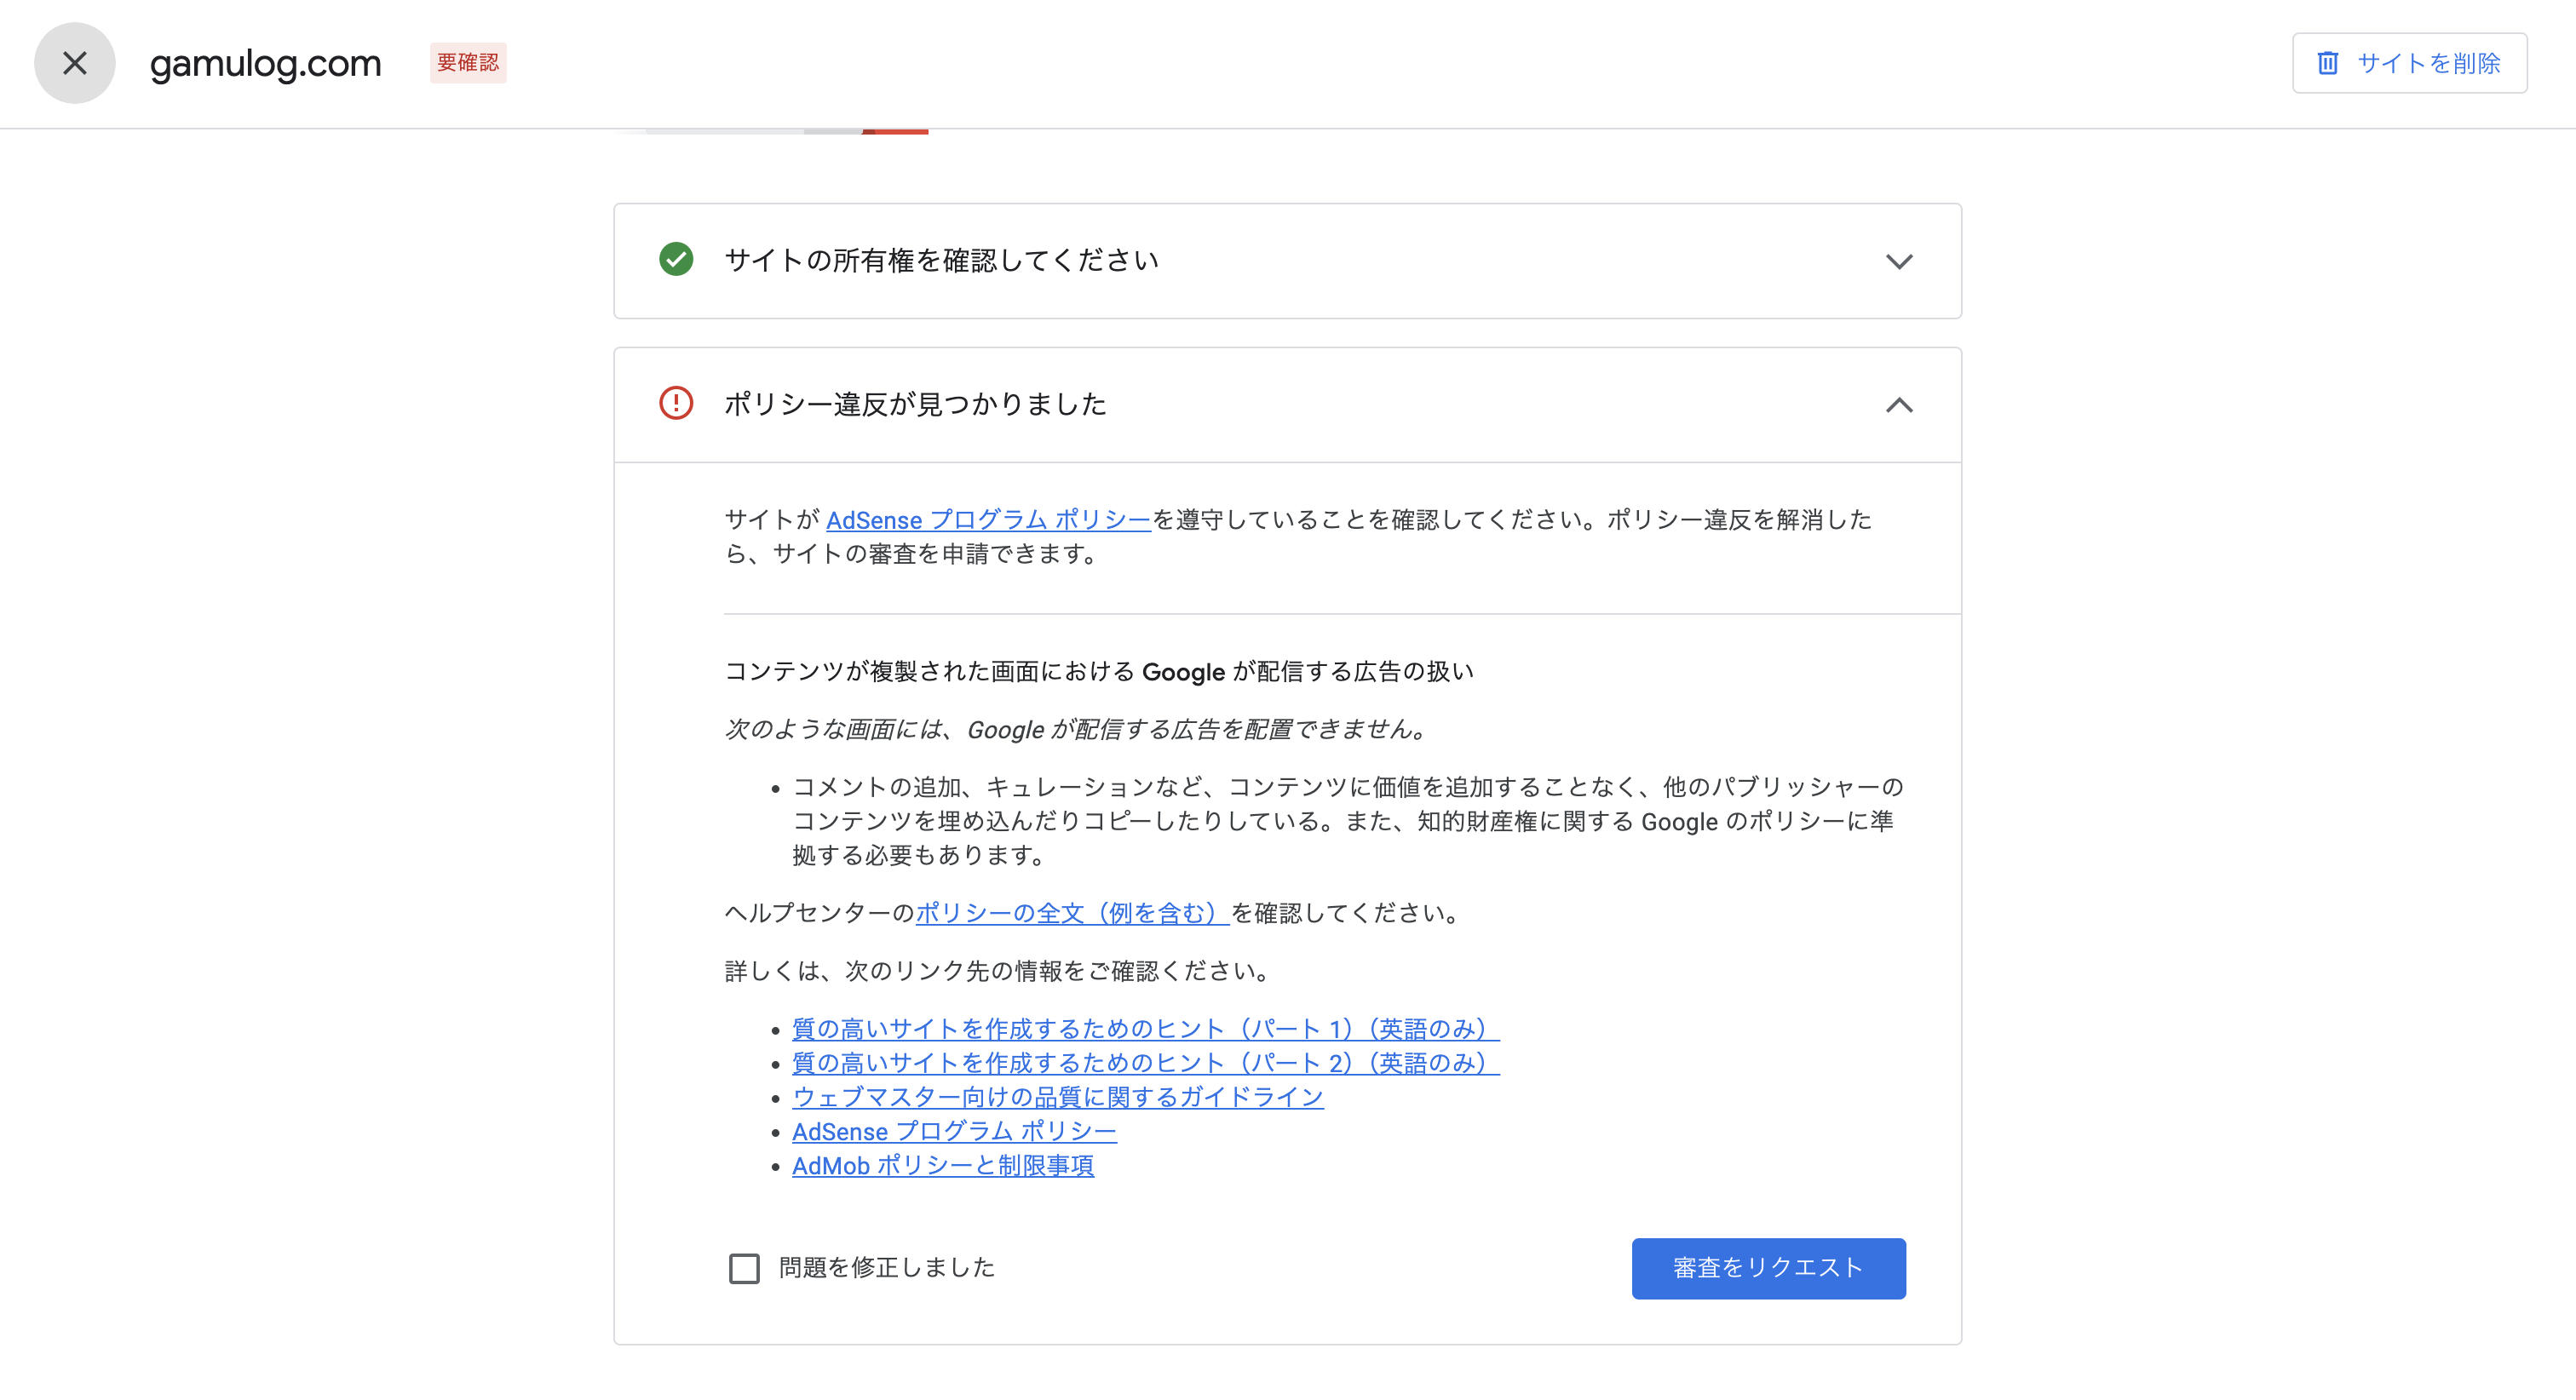 gamulog.com 要確認 サイトを削除
サイトの所有権を確認してください
ポリシー違反が見つかりました
サイトが AdSense プログラム ポリシーを遵守していることを確認してください。ポリシー違反を解消した
ら、サイトの審査を申請できます。
コンテンツが複製された画面における Google が配信する広告の扱い
次のような画面には、Google が配信する広告を配置できません。
• コメントの追加、キュレーションなど、コンテンツに価値を追加することなく、他のパブリッシャーの
コンテンツを埋め込んだりコピーしたりしている。また、知的財産権に関する Google のポリシーに準
拠する必要もあります。
ヘルプセンターのポリシーの全文（例を含む）を確認してください。
詳しくは、次のリンク先の情報をご確認ください。
• 質の高いサイトを作成するためのヒント（パート 1）（英語のみ）
• 質の高いサイトを作成するためのヒント（パート 2）（英語のみ）
• ウェブマスター向けの品質に関するガイドライン
• AdSense プログラム ポリシー
• AdMob ポリシーと制限事項
問題を修正しました 審査をリクエスト